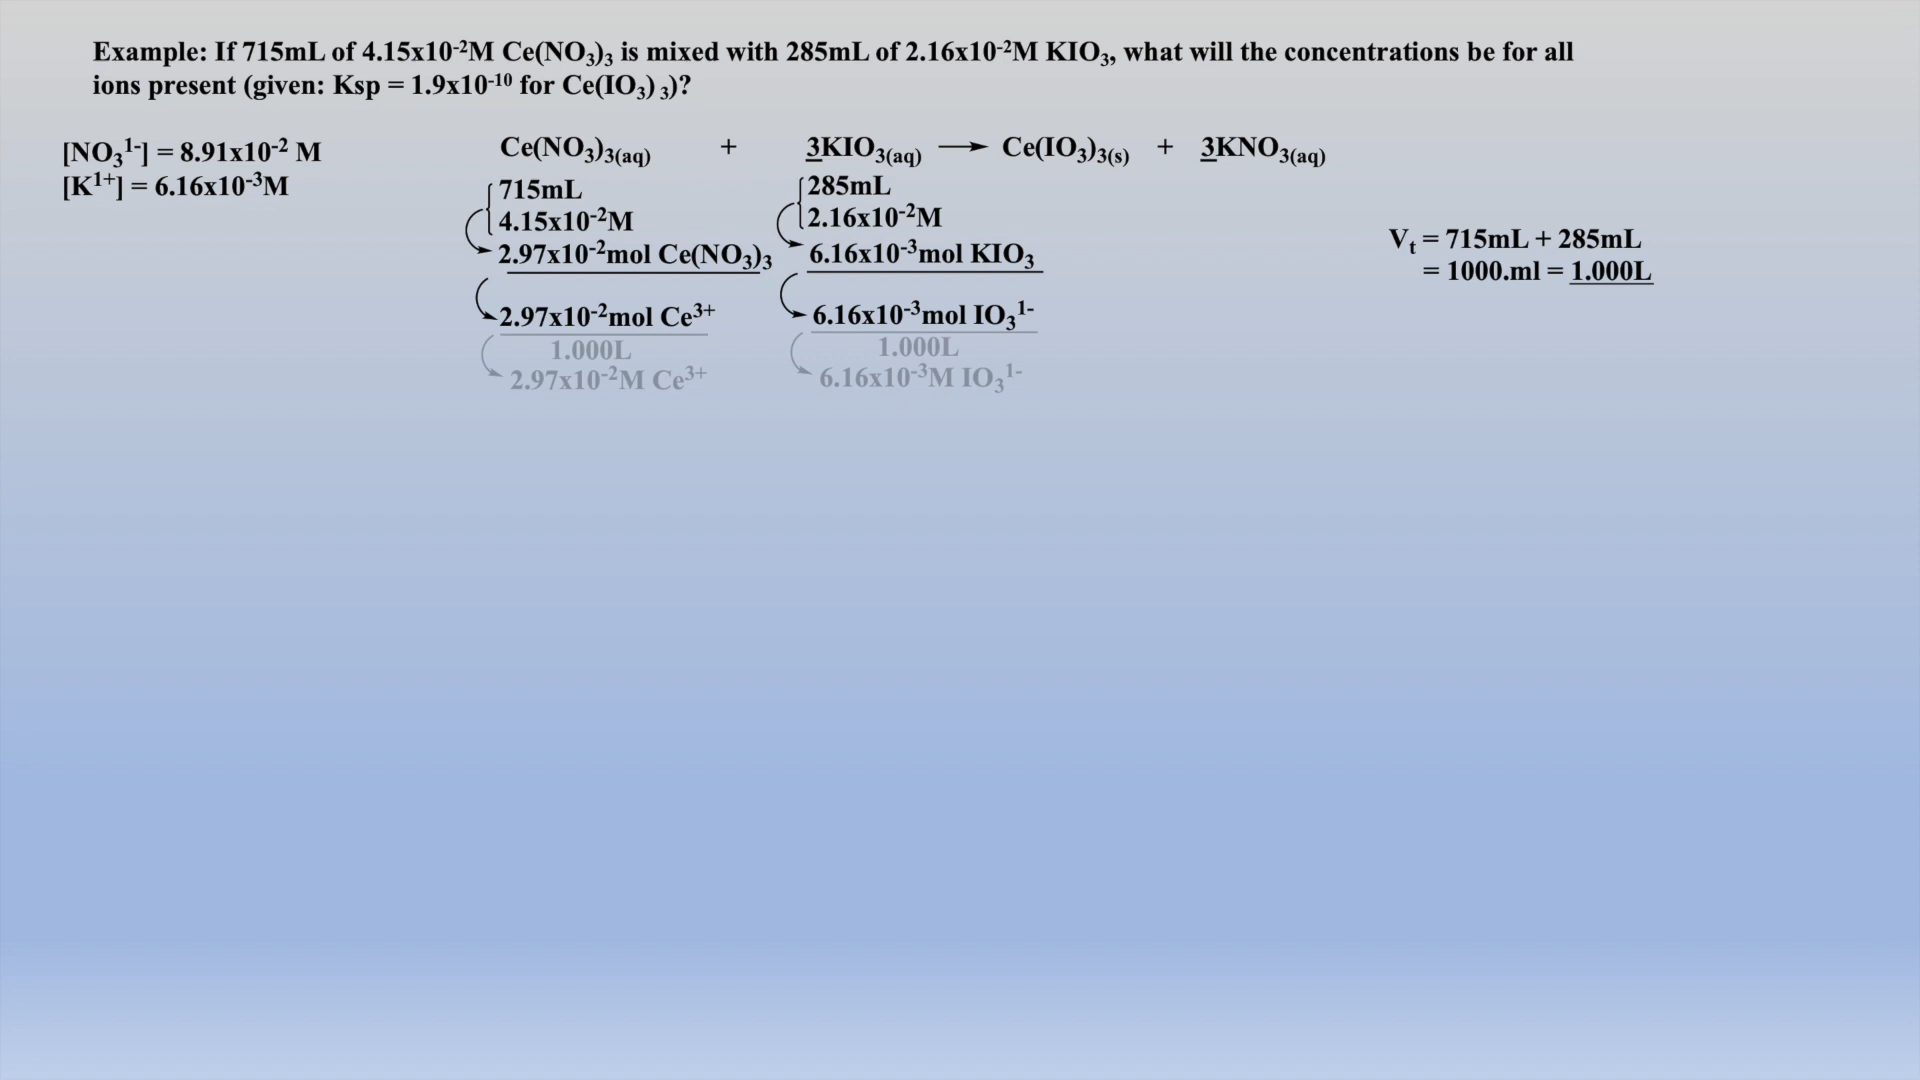 Example: If 715mL of 4.15x10⁻²M Ce(NO₃)₃ is mixed with 285mL of 2.16x10⁻²M KIO₃, what will the concentrations be for all
ions present (given: Ksp = 1.9x10⁻¹⁰ for Ce(IO₃) ₃)?
[NO₃¹⁻] = 8.91x10⁻² M
[K¹⁺] = 6.16x10⁻³M
Ce(NO₃)₃(aq) + 3KIO₃(aq) ⟶ Ce(IO₃)₃(s) + 3KNO₃(aq)
715mL
4.15x10⁻²M
2.97x10⁻²mol Ce(NO₃)₃
2.97x10⁻²mol Ce³⁺
1.000L
2.97x10⁻²M Ce³⁺
285mL
2.16x10⁻²M
6.16x10⁻³mol KIO₃
6.16x10⁻³mol IO₃¹⁻
1.000L
6.16x10⁻³M IO₃¹⁻
Vₜ = 715mL + 285mL
= 1000.ml = 1.000L